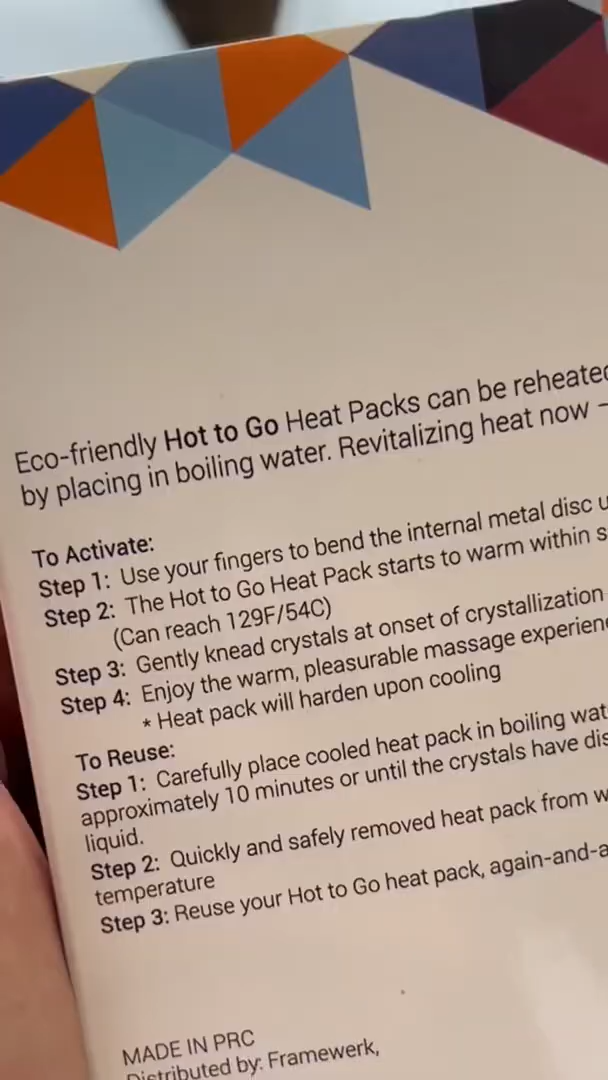 Eco-friendly Hot to Go Heat Packs can be reheated
by placing in boiling water. Revitalizing heat now –
To Activate:
Step 1: Use your fingers to bend the internal metal disc
Step 2: The Hot to Go Heat Pack starts to warm within
(Can reach 129F/54C)
Step 3: Gently knead crystals at onset of crystallization
Step 4: Enjoy the warm, pleasurable massage
* Heat pack will harden upon cooling
To Reuse:
Step 1: Carefully place cooled heat pack in boiling
approximately 10 minutes or until the crystals have
liquid.
Step 2: Quickly and safely removed heat pack from
temperature
Step 3: Reuse your Hot to Go heat pack,
MADE IN PRC
Distributed by: Framewerk,